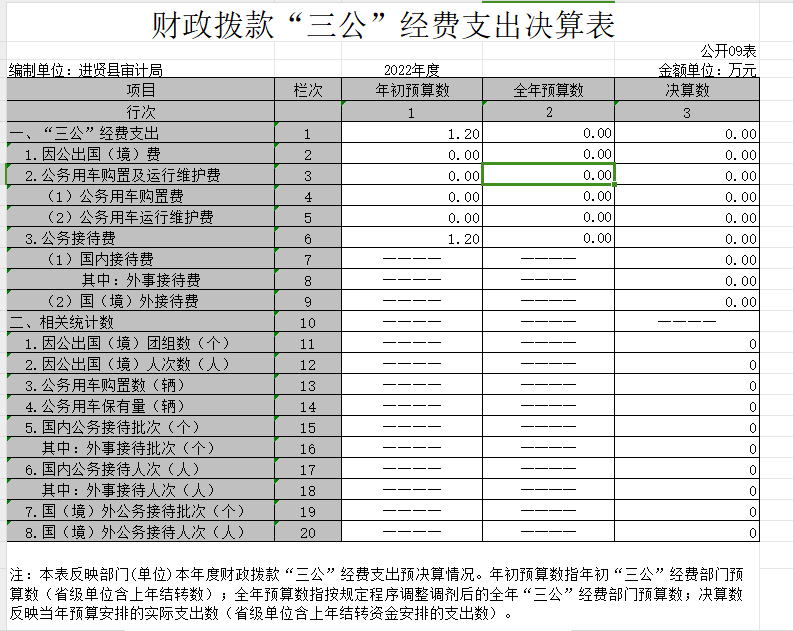 财政拨款“三公”经费支出决算表
公开09表
编制单位：进贤县审计局 2022年度 金额单位：万元
项目 栏次 年初预算数 全年预算数 决算数
行次 1 2 3
一、“三公”经费支出 1 1.20 0.00 0.00
1.因公出国（境）费 2 0.00 0.00 0.00
2.公务用车购置及运行维护费 3 0.00 0.00 0.00
（1）公务用车购置费 4 0.00 0.00 0.00
（2）公务用车运行维护费 5 0.00 0.00 0.00
3.公务接待费 6 1.20 0.00 0.00
（1）国内接待费 7 ———— ———— 0.00
其中：外事接待费 8 ———— ———— 0.00
（2）国（境）外接待费 9 ———— ———— 0.00
二、相关统计数 10 ———— ———— ————
1.因公出国（境）团组数（个） 11 ———— ———— 0
2.因公出国（境）人次数（人） 12 ———— ———— 0
3.公务用车购置数（辆） 13 ———— ———— 0
4.公务用车保有量（辆） 14 ———— ———— 0
5.国内公务接待批次（个） 15 ———— ———— 0
其中：外事接待批次（个） 16 ———— ———— 0
6.国内公务接待人次（人） 17 ———— ———— 0
其中：外事接待人次（人） 18 ———— ———— 0
7.国（境）外公务接待批次（个） 19 ———— ———— 0
8.国（境）外公务接待人次（人） 20 ———— ———— 0
注：本表反映部门(单位)本年度财政拨款“三公”经费支出预决算情况。年初预算数指年初“三公”经费部门预
算数（省级单位含上年结转数）；全年预算数指按规定程序调整调剂后的全年“三公”经费部门预算数；决算数
反映当年预算安排的实际支出数（省级单位含上年结转资金安排的支出数）。